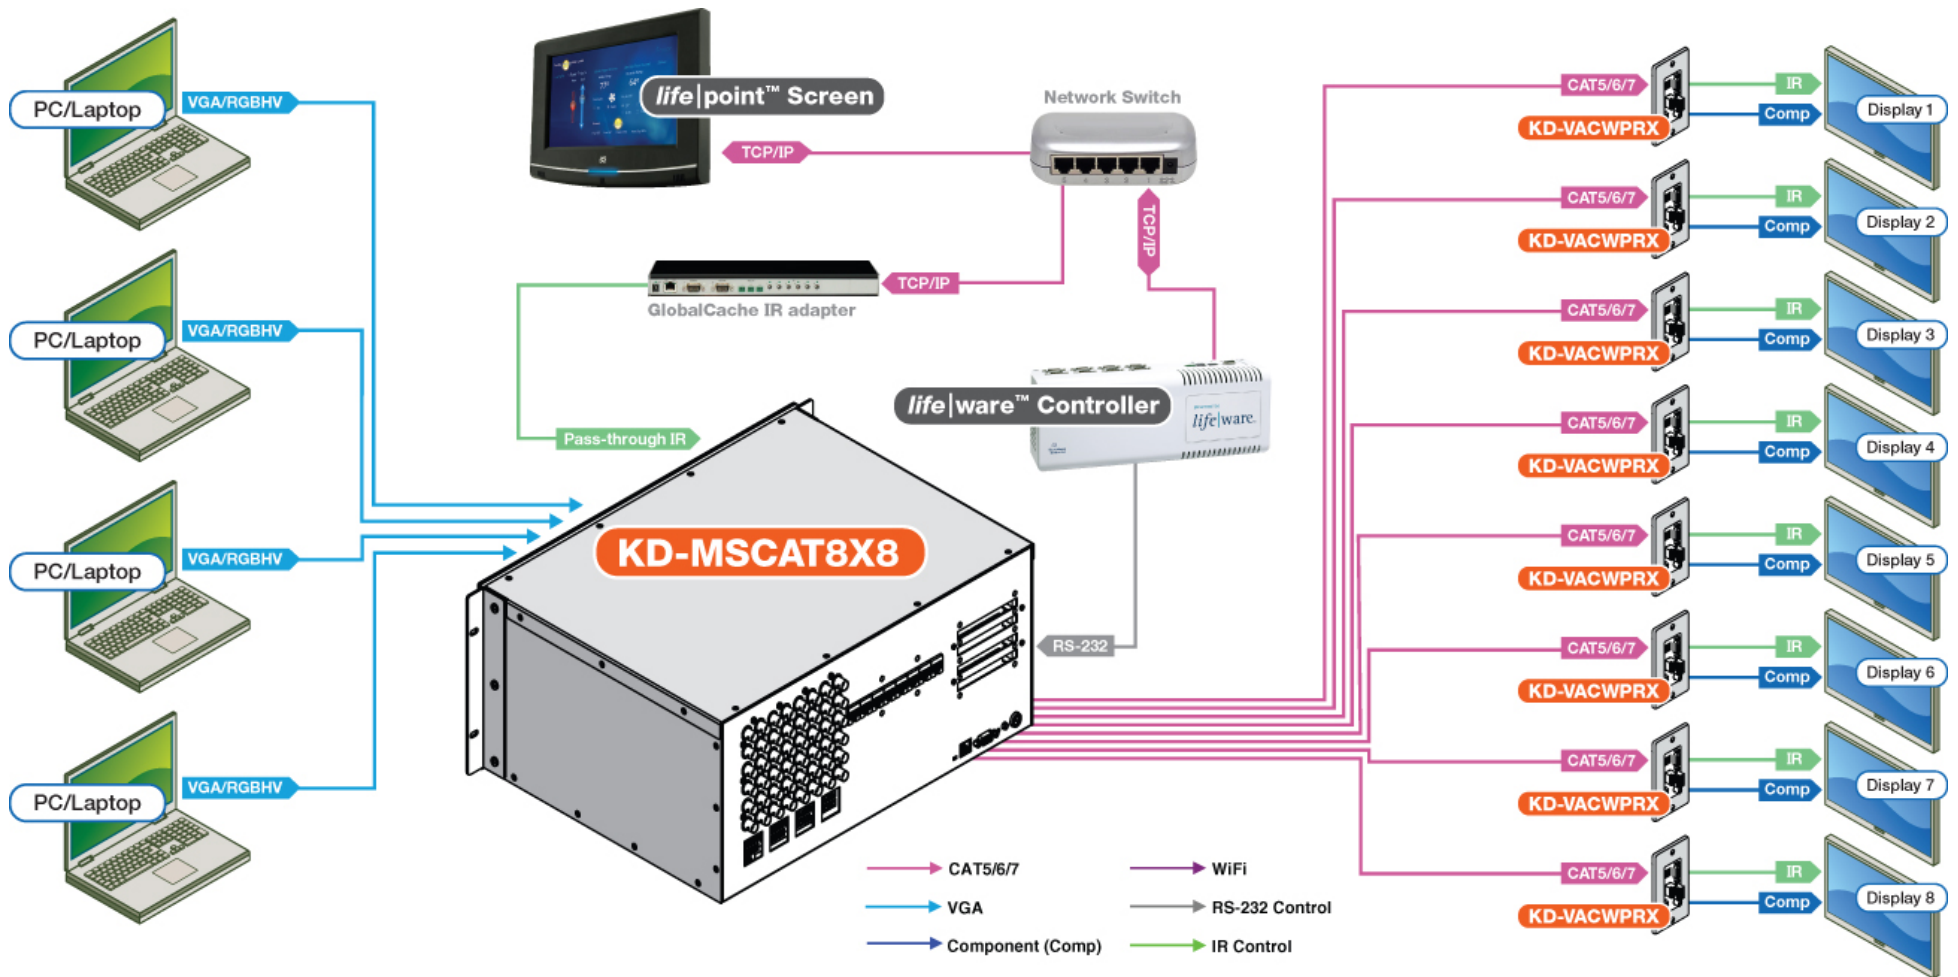 PC/Laptop
VGA/RGBHV
PC/Laptop
VGA/RGBHV
PC/Laptop
VGA/RGBHV
PC/Laptop
VGA/RGBHV
life|point™ Screen
TCP/IP
Network Switch
TCP/IP
TCP/IP
GlobalCache IR adapter
Pass-through IR
life|ware™ Controller
life|ware
KD-MSCAT8X8
RS-232
CAT5/6/7
KD-VACWPRX
IR
Comp
Display 1
CAT5/6/7
KD-VACWPRX
IR
Comp
Display 2
CAT5/6/7
KD-VACWPRX
IR
Comp
Display 3
CAT5/6/7
KD-VACWPRX
IR
Comp
Display 4
CAT5/6/7
KD-VACWPRX
IR
Comp
Display 5
CAT5/6/7
KD-VACWPRX
IR
Comp
Display 6
CAT5/6/7
KD-VACWPRX
IR
Comp
Display 7
CAT5/6/7
KD-VACWPRX
IR
Comp
Display 8
CAT5/6/7
VGA
Component (Comp)
WiFi
RS-232 Control
IR Control